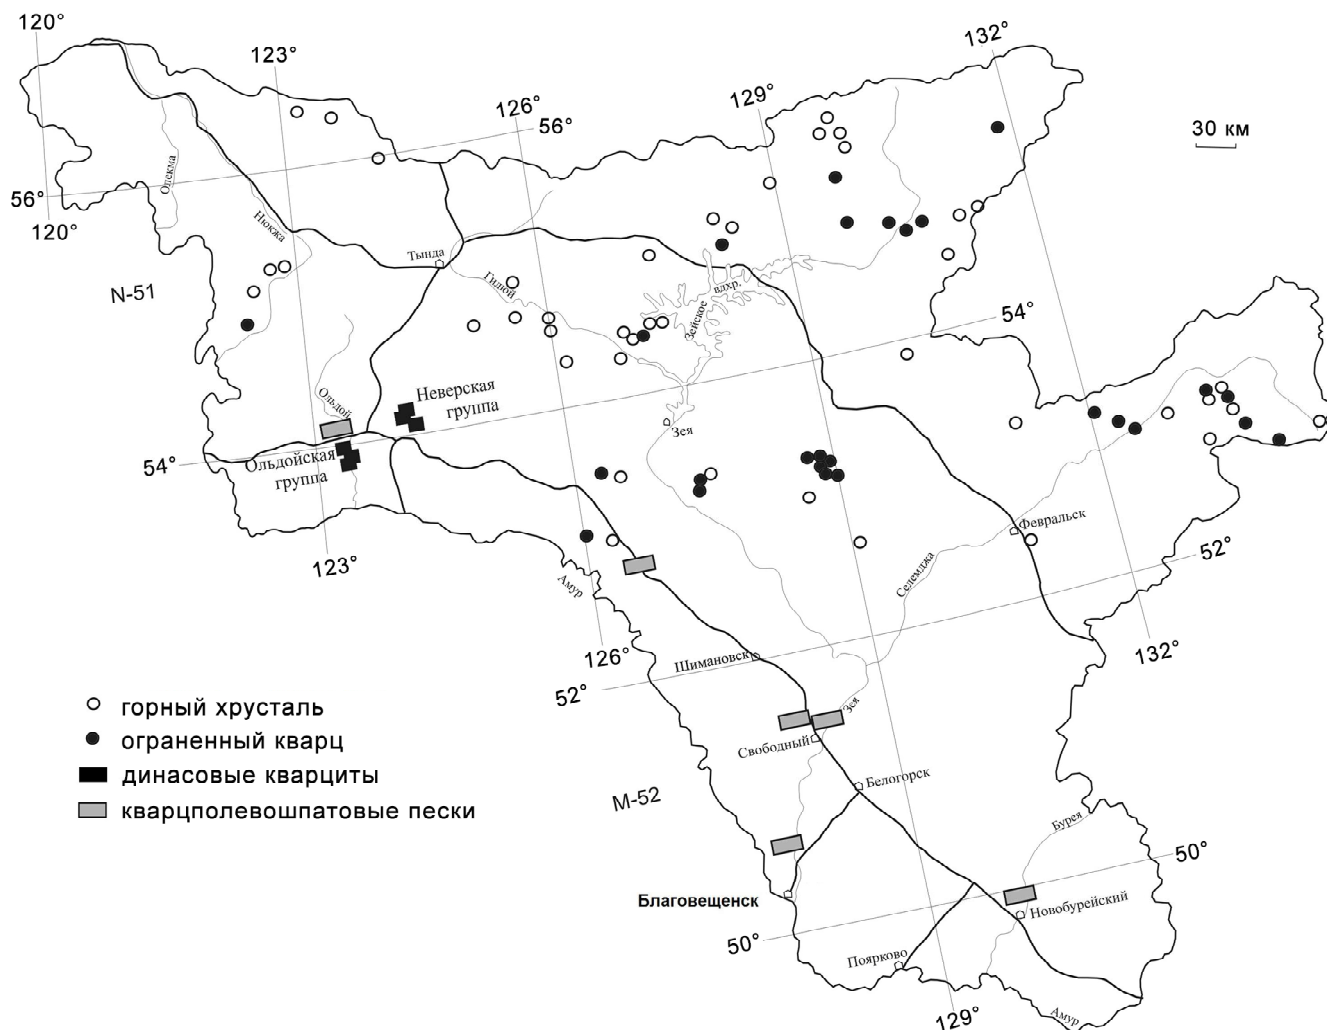 120°
123°
126°
56°
129°
132°
30 км
Олекма
56°
120°
Нюкжа
Тында
Гилюй
N-51
вдхр.
Зейское
54°
Ольдой
Неверская
группа
Зея
54°
Ольдойская
группа
Февральск
52°
123°
Амур
Селемджа
126°
Шимановск
132°
52°
Зея
горный хрусталь
ограненный кварц
динасовые кварциты
кварцполевошпатовые пески
Свободный
Белогорск
М-52
Бурея
50°
Благовещенск
Новобурейский
50°
Поярково
Амур
129°